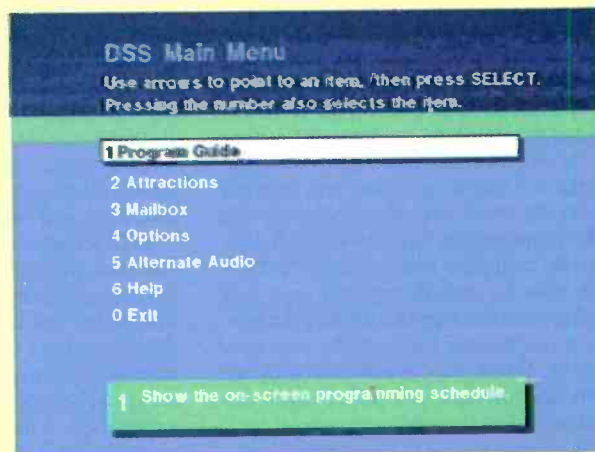 DSS Main Menu
Use arrows to point to an item, then press SELECT.
Pressing the number also selects the item.
1 Program Guide
2 Attractions
3 Mailbox
4 Options
5 Alternate Audio
6 Help
0 Exit
1 Show the on-screen programming schedule.